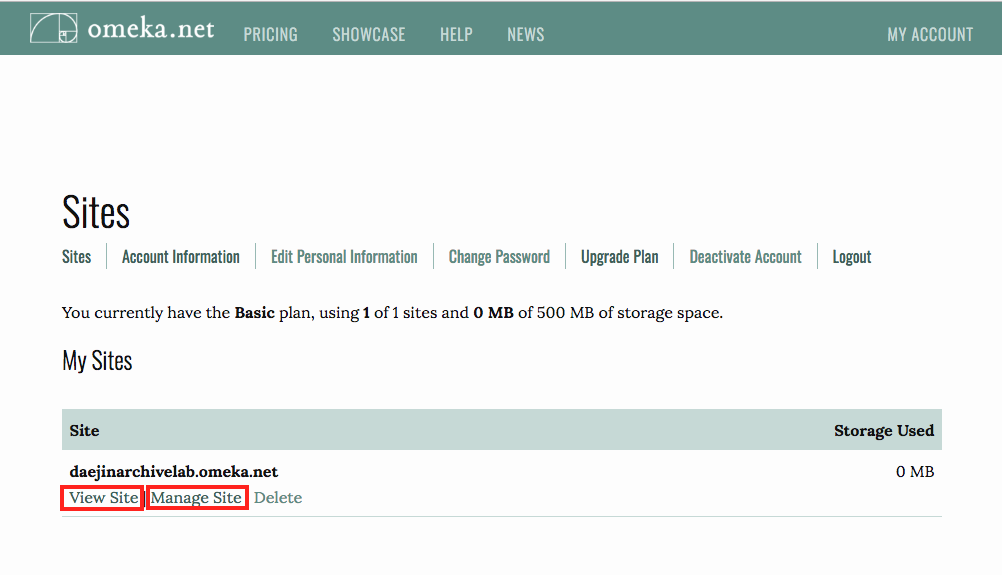 omeka.net PRICING SHOWCASE HELP NEWS MY ACCOUNT
Sites
Sites Account Information Edit Personal Information Change Password Upgrade Plan Deactivate Account Logout
You currently have the Basic plan, using 1 of 1 sites and 0 MB of 500 MB of storage space.
My Sites
Site Storage Used
daejinarchivelab.omeka.net 0 MB
View Site Manage Site Delete